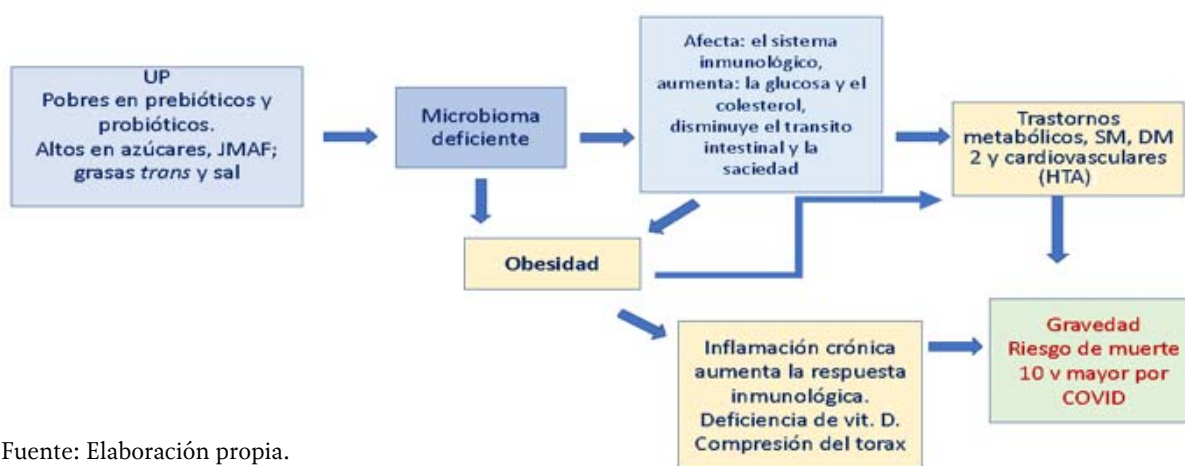 UP
Pobres en prebióticos y
probióticos.
Altos en azúcares, JMAF;
grasas trans y sal
Microbioma
deficiente
Afecta: el sistema
inmunológico,
aumenta: la glucosa y el
colesterol,
disminuye el transito
intestinal y la
saciedad
Trastornos
metabólicos, SM, DM
2 y cardiovasculares
(HTA)
Obesidad
Inflamación crónica
aumenta la respuesta
inmunológica.
Deficiencia de vit. D.
Compresión del torax
Gravedad
Riesgo de muerte
10 v mayor por
COVID
Fuente: Elaboración propia.